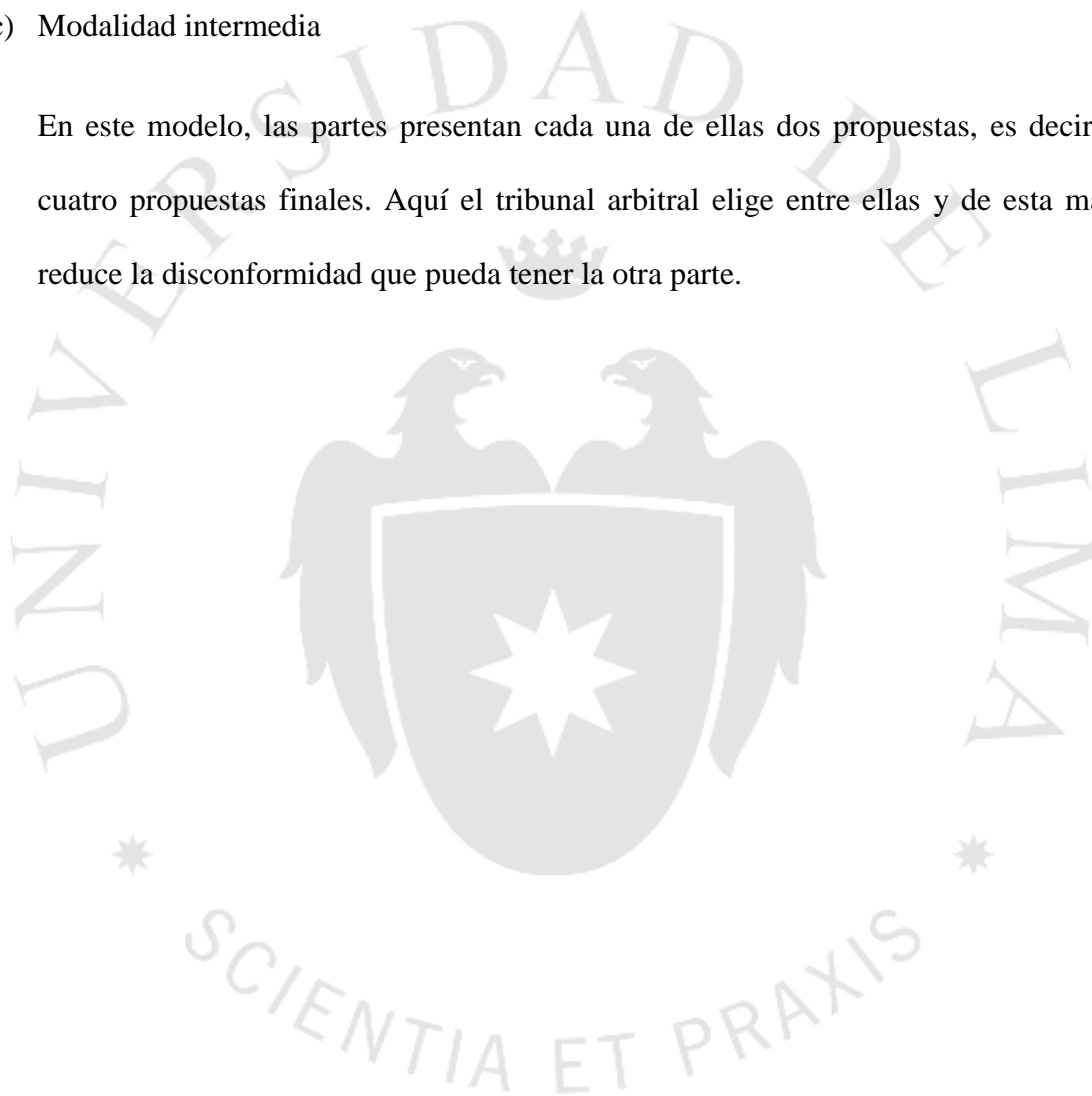 c) Modalidad intermedia
En este modelo, las partes presentan cada una de ellas dos propuestas, es decir
cuatro propuestas finales. Aquí el tribunal arbitral elige entre ellas y de esta
reduce la disconformidad que pueda tener la otra parte.
UNIVERSIDAD DE LIMA
SCIENTIA ET PRAXIS